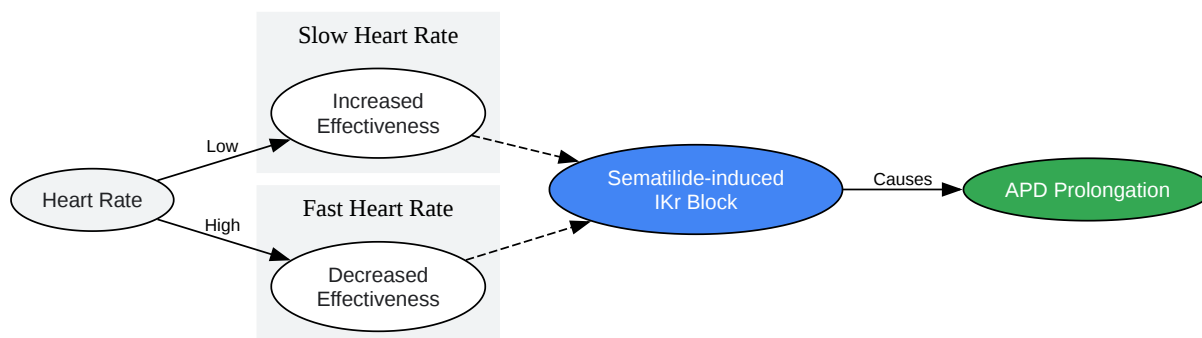 Slow Heart Rate
Increased
Effectiveness
Low
Heart Rate
High
Fast Heart Rate
Decreased
Effectiveness
Sematilide-induced
IKr Block
Causes
APD Prolongation